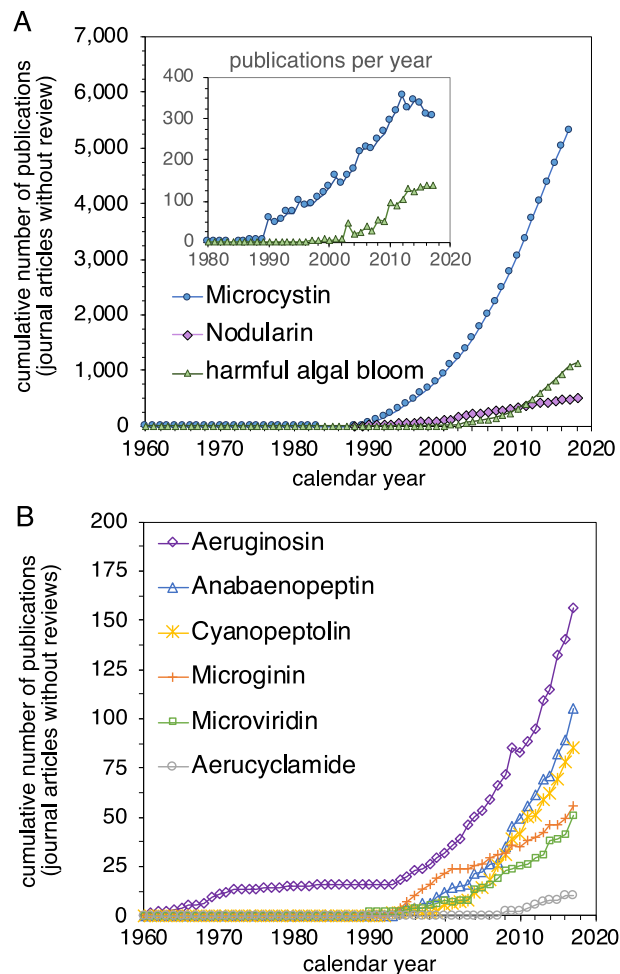 A
cumulative number of publications
(journal articles without review)
7,000
6,000
5,000
4,000
3,000
2,000
1,000
0
publications per year
400
300
200
100
0
1980 1990 2000 2010 2020
Microcystin
Nodularin
harmful algal bloom
1960 1970 1980 1990 2000 2010 2020
calendar year
B
cumulative number of publications
(journal articles without reviews)
200
175
150
125
100
75
50
25
0
Aeruginosin
Anabaenopeptin
Cyanopeptolin
Microginin
Microviridin
Aerucyclamide
1960 1970 1980 1990 2000 2010 2020
calendar year